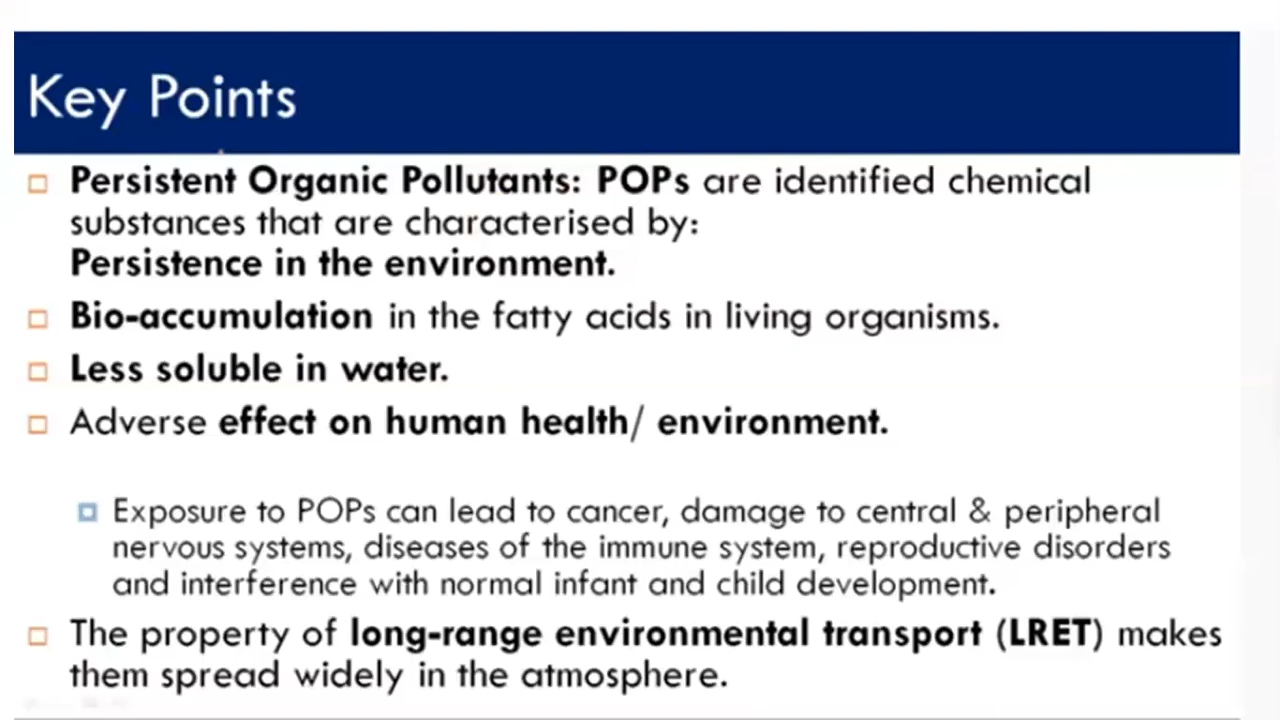 Key Points
Persistent Organic Pollutants: POPs are identified chemical
substances that are characterised by:
Persistence in the environment.
Bio-accumulation in the fatty acids in living organisms.
Less soluble in water.
Adverse effect on human health/ environment.
Exposure to POPs can lead to cancer, damage to central & peripheral
nervous systems, diseases of the immune system, reproductive disorders
and interference with normal infant and child development.
The property of long-range environmental transport (LRET) makes
them spread widely in the atmosphere.